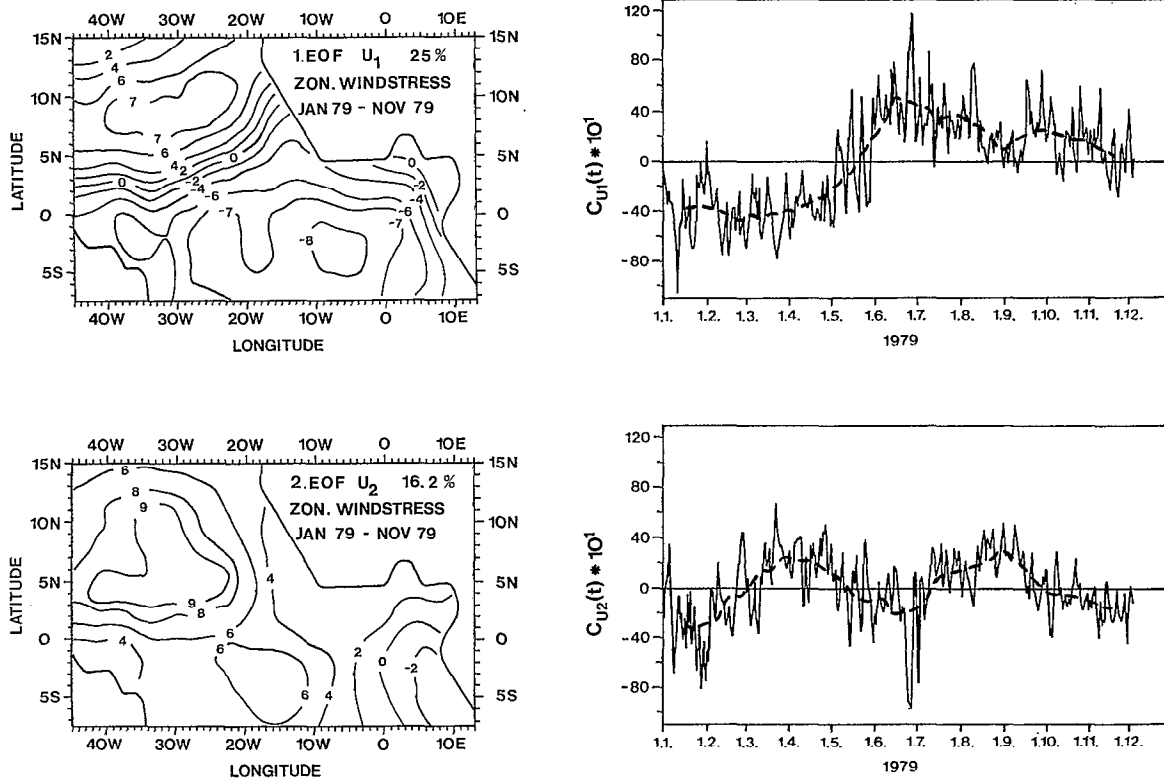 40W 30W 20W 10W 0 10E
15N 15N
10N 10N
5N 5N
0 0
5S 5S
LATITUDE
1.EOF U1 25%
ZON. WINDSTRESS
JAN 79 - NOV 79
2
4
6
7
7
6
4 2
0
0
-2
-4
-6
-7
-8
0
-2
-4
-6
-7
40W 30W 20W 10W 0 10E
LONGITUDE
120
80
40
0
-40
-80
CU1(t) * 10¹
1.1. 1.2. 1.3. 1.4. 1.5. 1.6. 1.7. 1.8. 1.9. 1.10. 1.11. 1.12.
1979
40W 30W 20W 10W 0 10E
15N 15N
10N 10N
5N 5N
0 0
5S 5S
LATITUDE
2.EOF U2 16.2%
ZON. WINDSTRESS
JAN 79 - NOV 79
6
8
9
4
9
8
6
4
6
6
4
2
0
-2
40W 30W 20W 10W 0 10E
LONGITUDE
120
80
40
0
-40
-80
CU2(t) * 10¹
1.1. 1.2. 1.3. 1.4. 1.5. 1.6. 1.7. 1.8. 1.9. 1.10. 1.11. 1.12.
1979